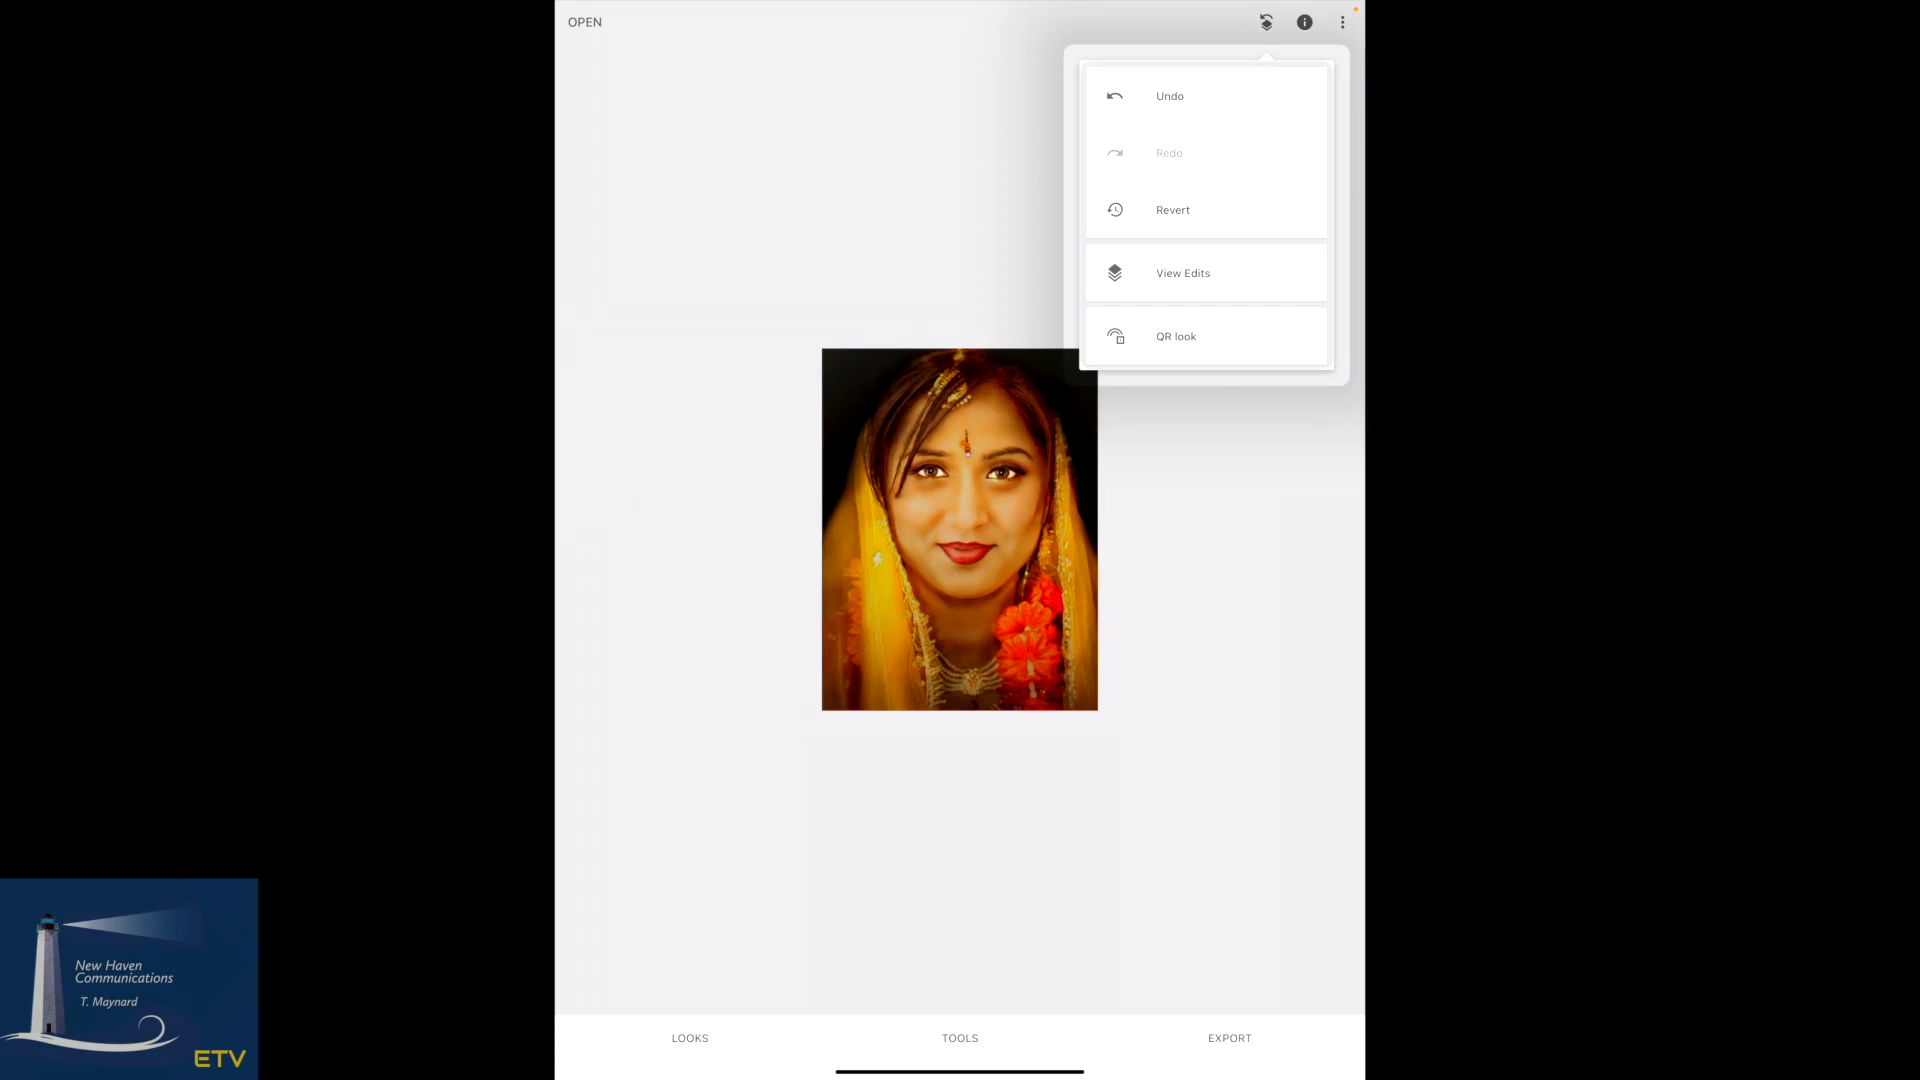 OPEN
Undo
Redo
Revert
View Edits
QR look
New Haven
Communications
T. Maynard
ETV
LOOKS
TOOLS
EXPORT